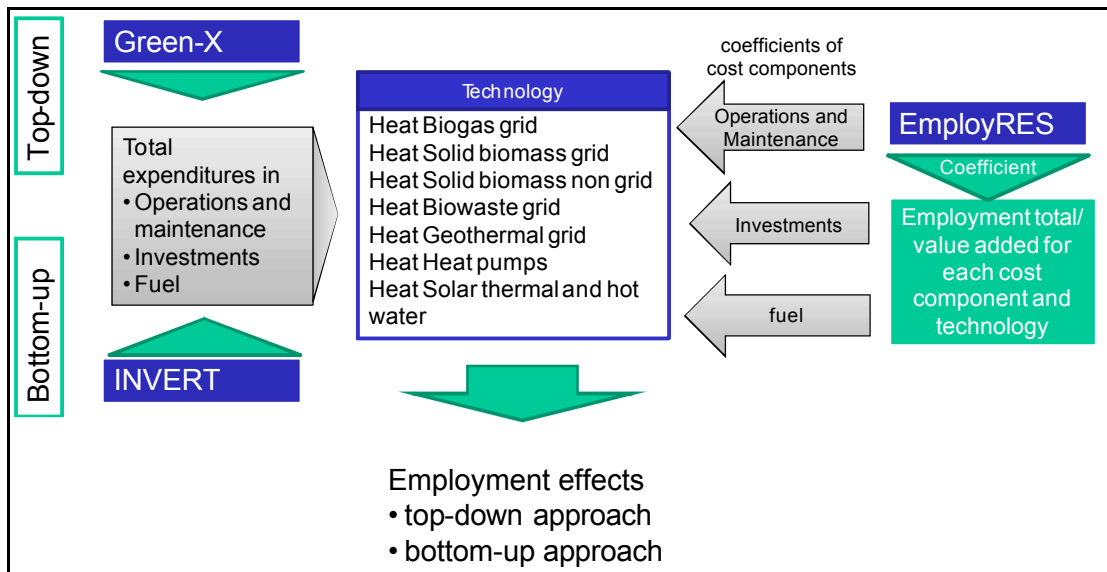 Top-down
Bottom-up
Green-X
Total
expenditures in
• Operations and
maintenance
• Investments
• Fuel
INVERT
Technology
Heat Biogas grid
Heat Solid biomass grid
Heat Solid biomass non grid
Heat Biowaste grid
Heat Geothermal grid
Heat Heat pumps
Heat Solar thermal and hot
water
coefficients of
cost components
Operations and
Maintenance
Investments
fuel
EmployRES
Coefficient
Employment total/
value added for
each cost
component and
technology
Employment effects
• top-down approach
• bottom-up approach